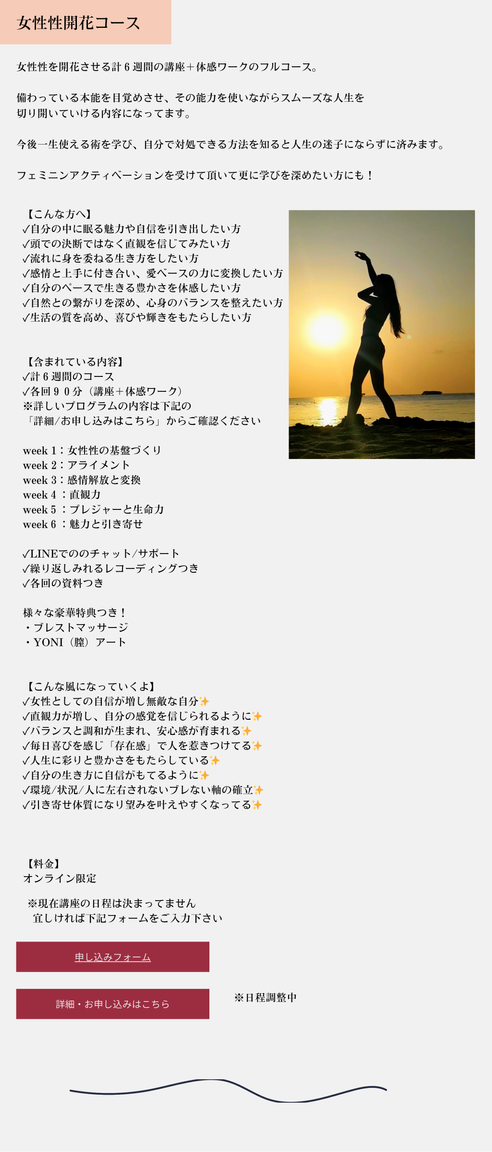 女性性開花コース
女性性を開花させる計６週間の講座＋体感ワークのフルコース。
備わっている本能を目覚めさせ、その能力を使いながらスムーズな人生を
切り開いていける内容になってます。
今後一生使える術を学び、自分で対処できる方法を知ると人生の迷子にならずに済みます。
フェミニンアクティベーションを受けて頂いて更に学びを深めたい方にも！
【こんな方へ】
✓自分の中に眠る魅力や自信を引き出したい方
✓頭での決断ではなく直観を信じてみたい方
✓流れに身を委ねる生き方をしたい方
✓感情と上手に付き合い、愛ベースの力に変換したい方
✓自分のペースで生きる豊かさを体感したい方
✓自然との繋がりを深め、心身のバランスを整えたい方
✓生活の質を高め、喜びや輝きをもたらしたい方
【含まれている内容】
✓計６週間のコース
✓各回９０分（講座＋体感ワーク）
※詳しいプログラムの内容は下記の
「詳細/お申し込みはこちら」からご確認ください
week 1：女性性の基盤づくり
week 2：アライメント
week 3：感情解放と変換
week 4 ：直観力
week 5 ：プレジャーと生命力
week 6 ：魅力と引き寄せ
✓LINEでののチャット/サポート
✓繰り返しみれるレコーディングつき
✓各回の資料つき
様々な豪華特典つき！
・ブレストマッサージ
・YONI（膣）アート
【こんな風になっていくよ】
✓女性としての自信が増し無敵な自分✨
✓直観力が増し、自分の感覚を信じられるように✨
✓バランスと調和が生まれ、安心感が育まれる✨
✓毎日喜びを感じ「存在感」で人を惹きつけてる✨
✓人生に彩りと豊かさをもたらしている✨
✓自分の生き方に自信がもてるように✨
✓環境/状況/人に左右されないブレない軸の確立✨
✓引き寄せ体質になり望みを叶えやすくなってる✨
【料金】
オンライン限定
※現在講座の日程は決まってません
宜しければ下記フォームをご入力下さい
申し込みフォーム
詳細・お申し込みはこちら
※日程調整中